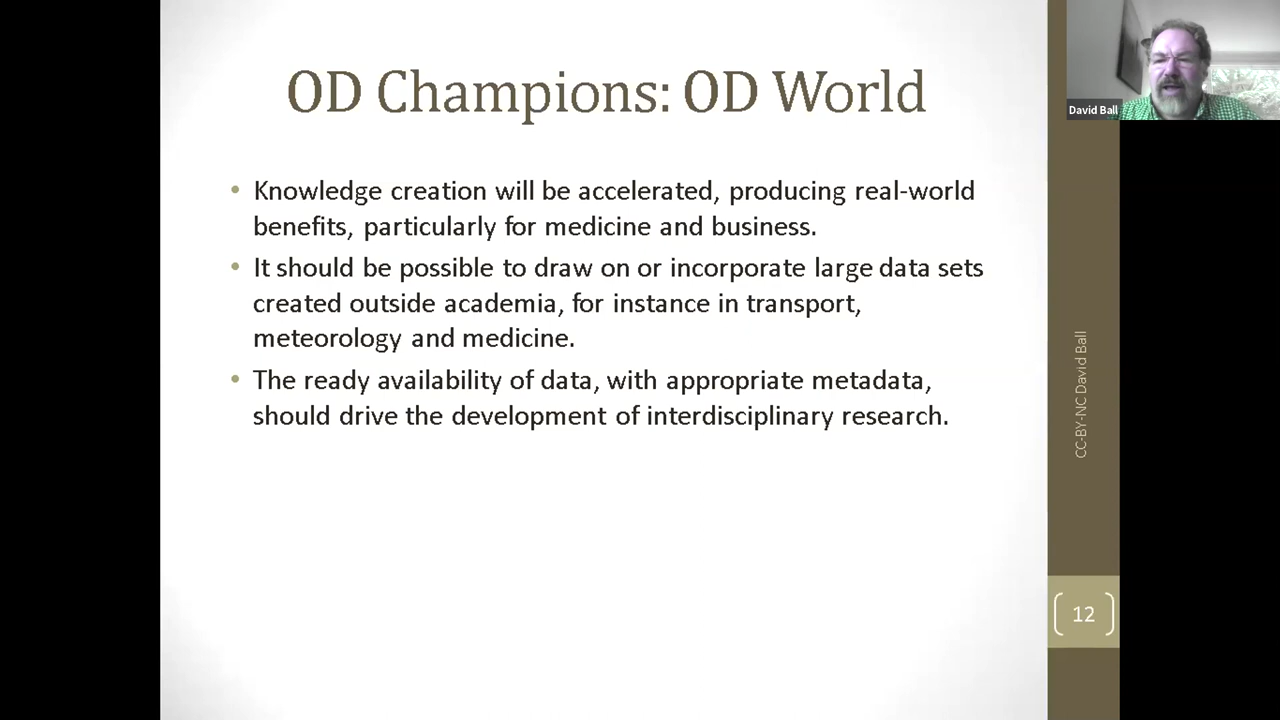 OD Champions: OD World
David Ball
• Knowledge creation will be accelerated, producing real-world
benefits, particularly for medicine and business.
• It should be possible to draw on or incorporate large data sets
created outside academia, for instance in transport,
meteorology and medicine.
• The ready availability of data, with appropriate metadata,
should drive the development of interdisciplinary research.
CC-BY-NC David Ball
12